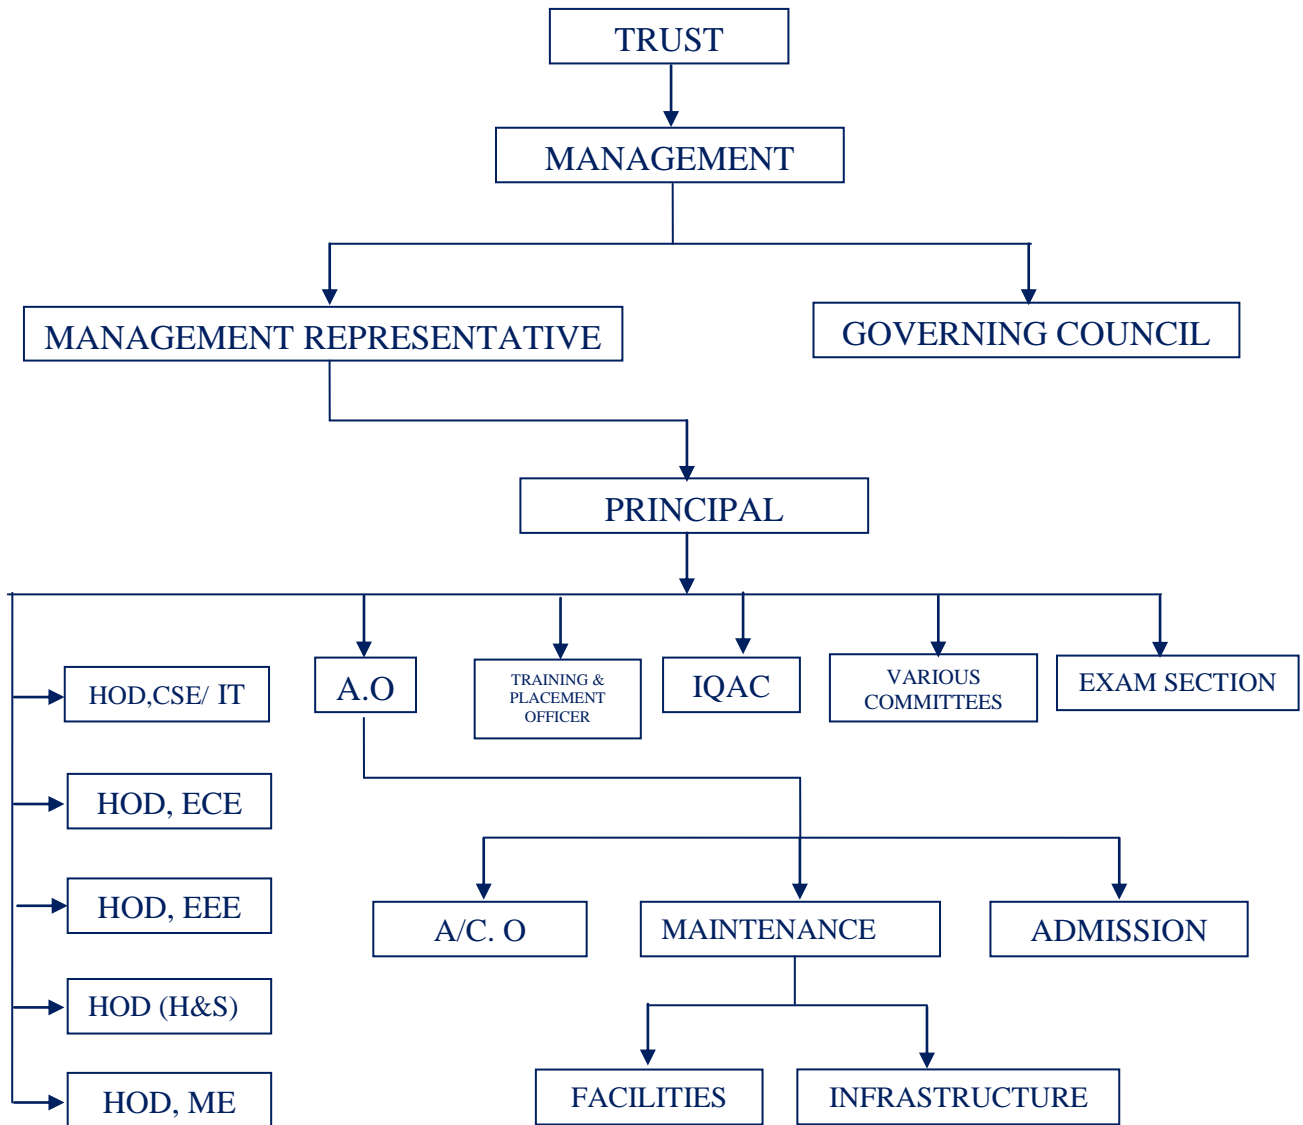 TRUST
MANAGEMENT
MANAGEMENT REPRESENTATIVE
GOVERNING COUNCIL
PRINCIPAL
HOD,CSE/ IT
A.O
TRAINING &
PLACEMENT
OFFICER
IQAC
VARIOUS
COMMITTEES
EXAM SECTION
HOD, ECE
HOD, EEE
A/C. O
MAINTENANCE
ADMISSION
HOD (H&S)
HOD, ME
FACILITIES
INFRASTRUCTURE